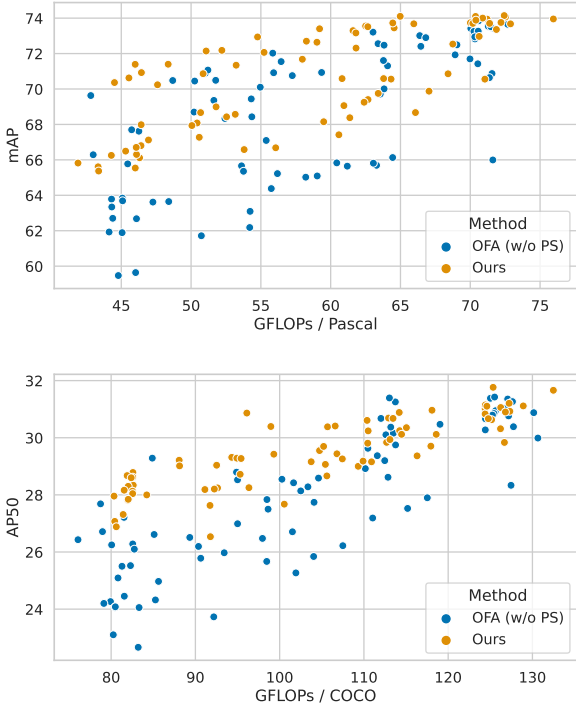 74
72
70
68
66
64
62
60
mAP
Method
OFA (w/o PS)
Ours
45 50 55 60 65 70 75
GFLOPs / Pascal
32
30
28
26
24
AP50
Method
OFA (w/o PS)
Ours
80 90 100 110 120 130
GFLOPs / COCO